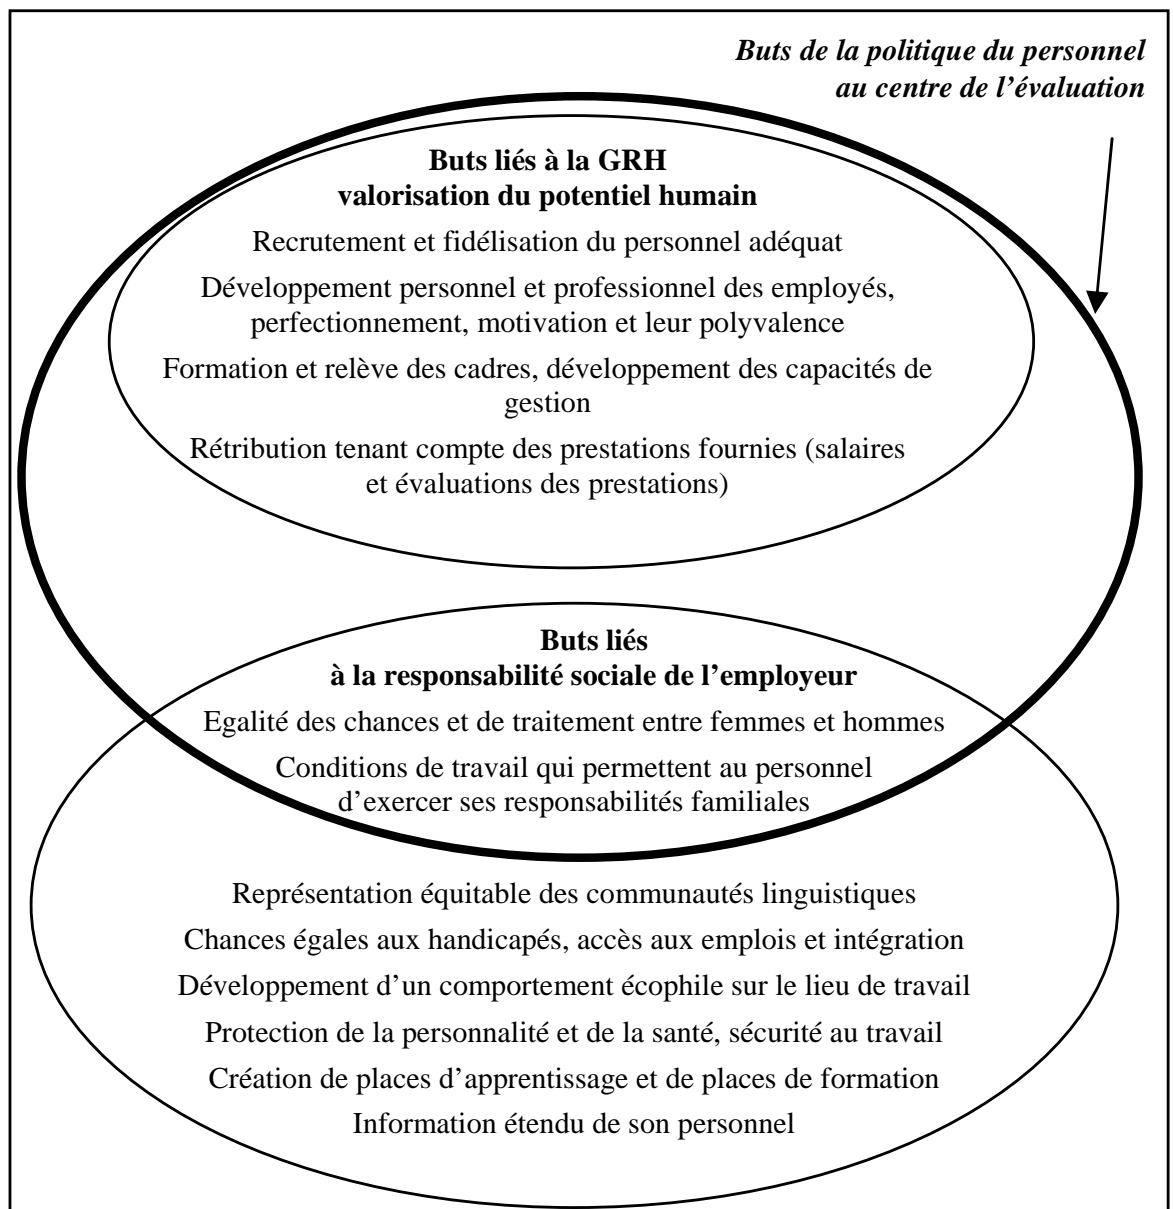 Buts de la politique du personnel
au centre de l’évaluation
Buts liés à la GRH
valorisation du potentiel humain
Recrutement et fidélisation du personnel adéquat
Développement personnel et professionnel des employés,
perfectionnement, motivation et leur polyvalence
Formation et relève des cadres, développement des capacités de
gestion
Rétribution tenant compte des prestations fournies (salaires
et évaluations des prestations)
Buts liés
à la responsabilité sociale de l’employeur
Egalité des chances et de traitement entre femmes et hommes
Conditions de travail qui permettent au personnel
d’exercer ses responsabilités familiales
Représentation équitable des communautés linguistiques
Chances égales aux handicapés, accès aux emplois et intégration
Développement d’un comportement écophile sur le lieu de travail
Protection de la personnalité et de la santé, sécurité au travail
Création de places d’apprentissage et de places de formation
Information étendu de son personnel